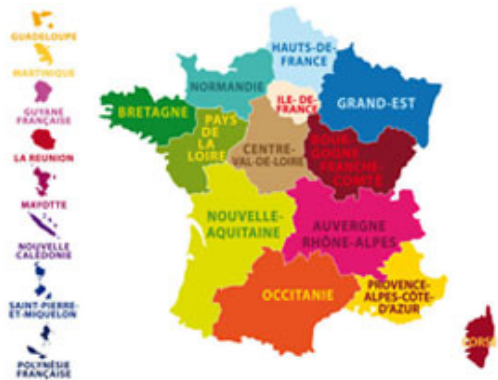 GUADELOUPE
MARTINIQUE
GUYANE
FRANÇAISE
LA REUNION
MAYOTTE
NOUVELLE
CALÉDONIE
SAINT-PIERRE-
ET-MIQUELON
POLYNÉSIE
FRANÇAISE
HAUTS-DE-
FRANCE
NORMANDIE
ILE- DE-
FRANCE
GRAND-EST
BRETAGNE
PAYS
DE LA
LOIRE
CENTRE-
VAL-DE-LOIRE
BOUR-
GOGNE
FRANCHE-
COMTÉ
NOUVELLE-
AQUITAINE
AUVERGNE
RHÔNE-ALPES
OCCITANIE
PROVENCE-
ALPES-CÔTE-
D'AZUR
CORSE